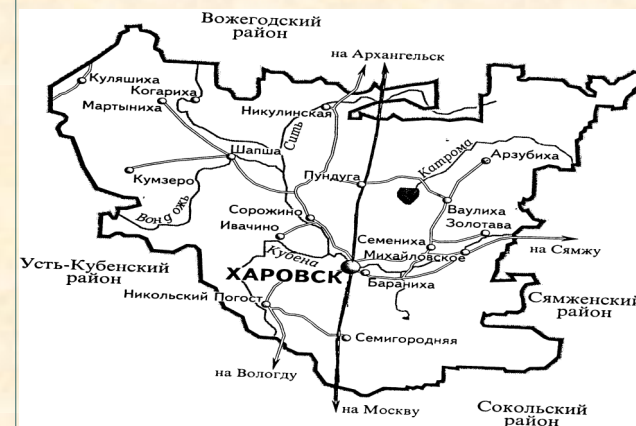 Вожегодский
район
на Архангельск
Куляшиха
Когариха
Мартыниха
Никулинская
Сить
Шапша
Катрома
Арзубиха
Пундуга
Кумзеро
Вондожь
Сорожино
Ваулиха
Золотава
Ивачино
Кубена
Семениха
на Сямжу
Михайловское
Усть-Кубенский
район
ХАРОВСК
Бараниха
Никольский Погост
Сямженский
район
Семигородняя
на Вологду
на Москву
Сокольский
район